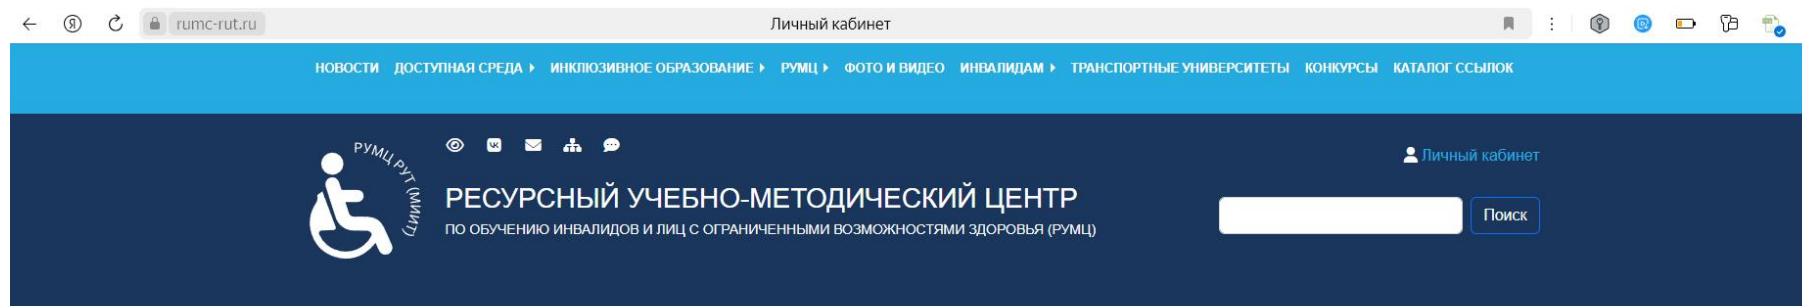 rumc-rut.ru
Личный кабинет
НОВОСТИ ДОСТУПНАЯ СРЕДА ИНКЛЮЗИВНОЕ ОБРАЗОВАНИЕ РУМЦ ФОТО И ВИДЕО ИНВАЛИДАМ ТРАНСПОРТНЫЕ УНИВЕРСИТЕТЫ КОНКУРСЫ КАТАЛОГ ССЫЛОК
РУМЦ РУТ (МИИТ)
Личный кабинет
РЕСУРСНЫЙ УЧЕБНО-МЕТОДИЧЕСКИЙ ЦЕНТР
ПО ОБУЧЕНИЮ ИНВАЛИДОВ И ЛИЦ С ОГРАНИЧЕННЫМИ ВОЗМОЖНОСТЯМИ ЗДОРОВЬЯ (РУМЦ)
Поиск